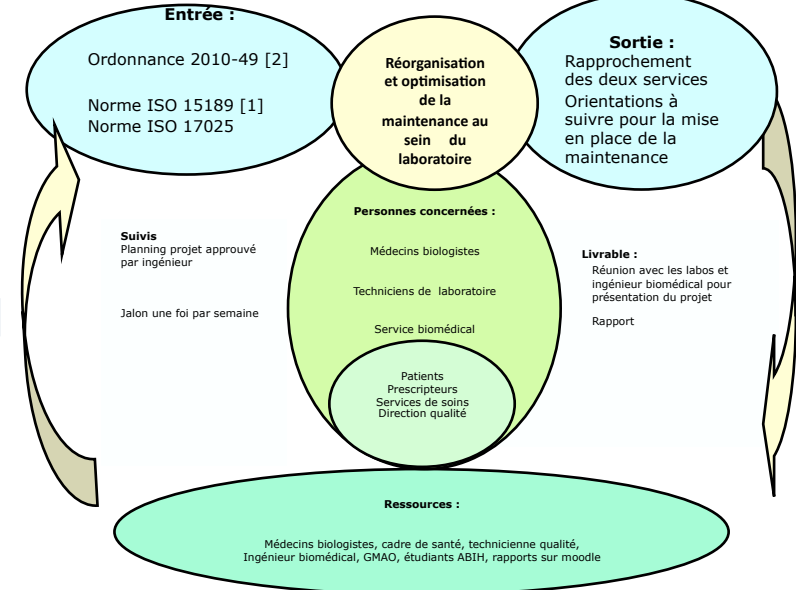 Entrée :
Ordonnance 2010-49 [2]
Norme ISO 15189 [1]
Norme ISO 17025
Réorganisation
et optimisation
de la
maintenance au
sein du
laboratoire
Sortie :
Rapprochement
des deux services
Orientations à
suivre pour la mise
en place de la
maintenance
Suivis
Planning projet approuvé
par ingénieur
Jalon une foi par semaine
Personnes concernées :
Médecins biologistes
Techniciens de laboratoire
Service biomédical
Patients
Prescripteurs
Services de soins
Direction qualité
Livrable :
Réunion avec les labos et
ingénieur biomédical pour
présentation du projet
Rapport
Ressources :
Médecins biologistes, cadre de santé, technicienne qualité,
Ingénieur biomédical, GMAO, étudiants ABIH, rapports sur moodle